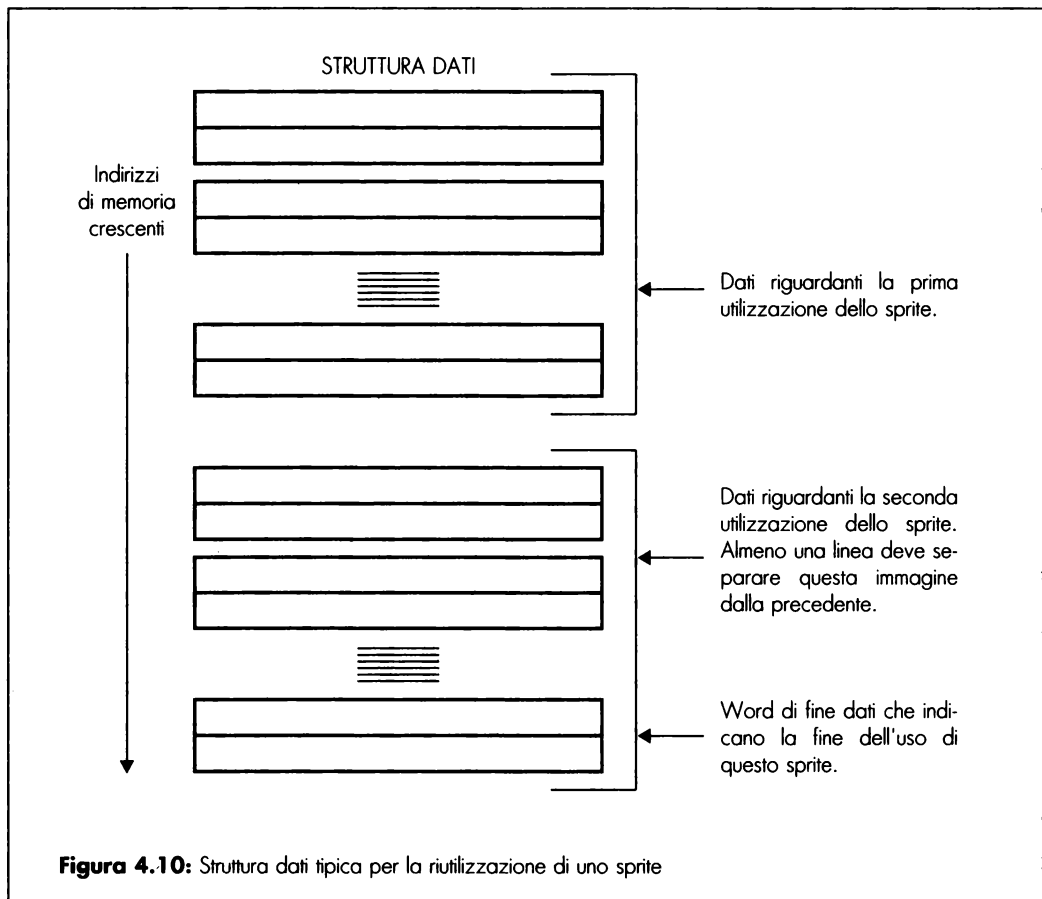 STRUTTURA DATI
Indirizzi
di memoria
crescenti
Dati riguardanti la prima
utilizzazione dello sprite.
Dati riguardanti la seconda
utilizzazione dello sprite.
Almeno una linea deve se-
parare questa immagine
dalla precedente.
Word di fine dati che indi-
cano la fine dell'uso di
questo sprite.
Figura 4.10: Struttura dati tipica per la riutilizzazione di uno sprite